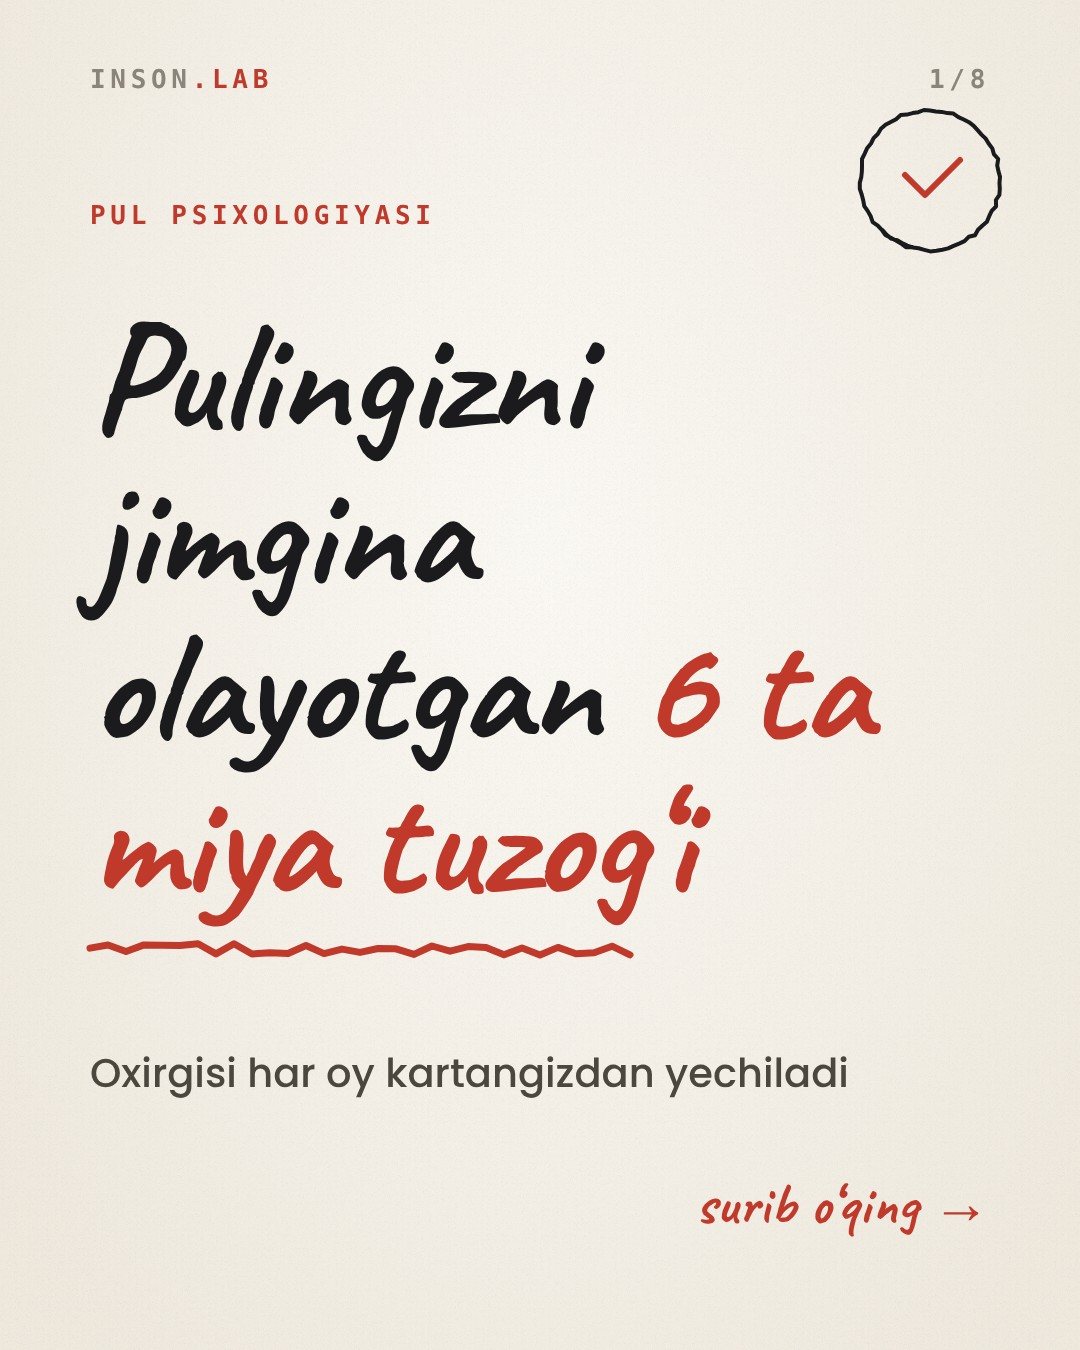 INSON.LAB
1/8
PUL PSIXOLOGIYASI
Pulingizni
jimgina
olayotgan 6 ta
miya tuzog‘i
Oxirgisi har oy kartangizdan yechiladi
surib o‘qing →